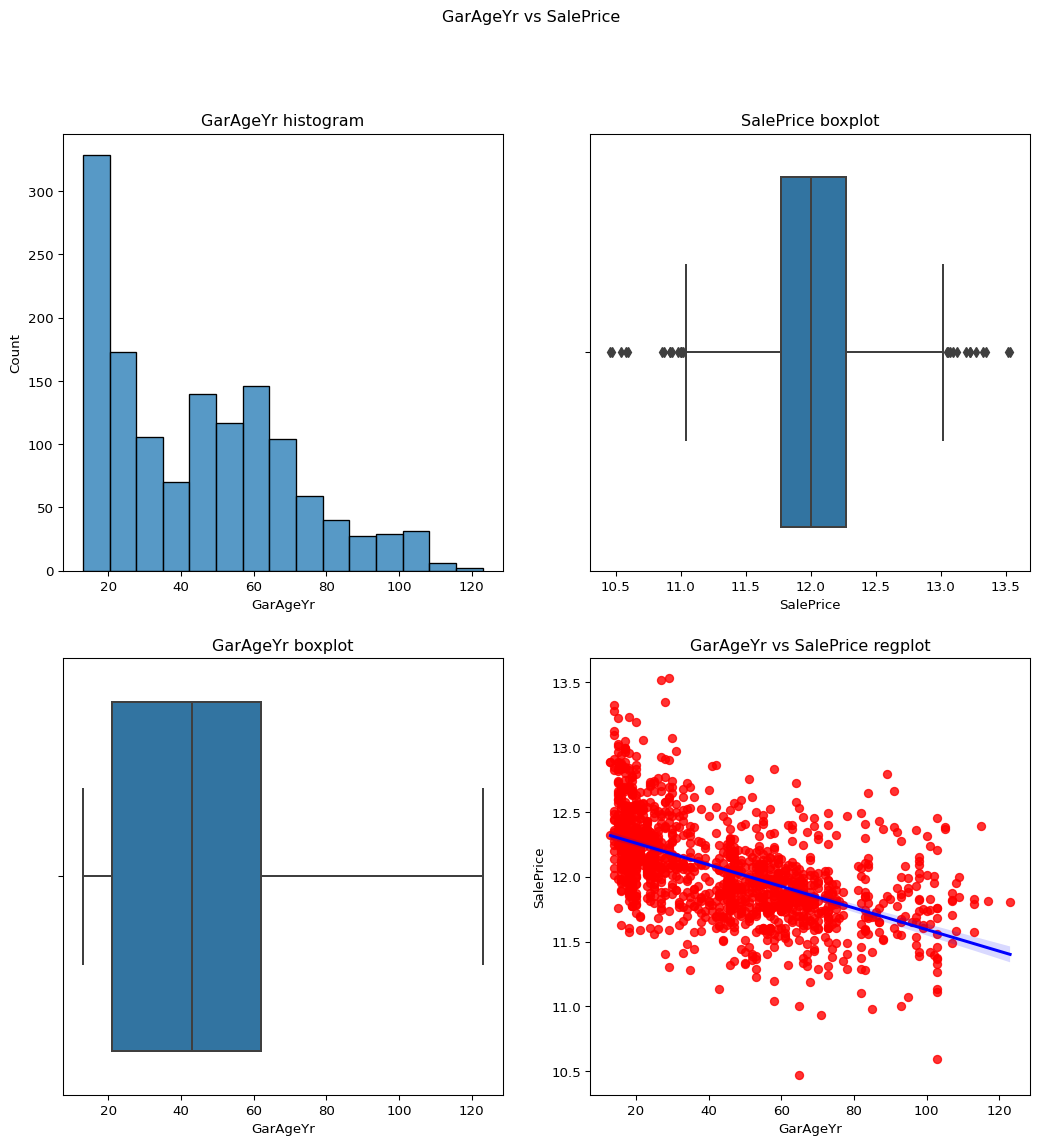 GarAgeYr vs SalePrice
GarAgeYr histogram
300
250
200
150
100
50
0
Count
20 40 60 80 100 120
GarAgeYr
SalePrice boxplot
10.5 11.0 11.5 12.0 12.5 13.0 13.5
SalePrice
GarAgeYr boxplot
20 40 60 80 100 120
GarAgeYr
GarAgeYr vs SalePrice regplot
13.5
13.0
12.5
12.0
11.5
11.0
10.5
SalePrice
20 40 60 80 100 120
GarAgeYr